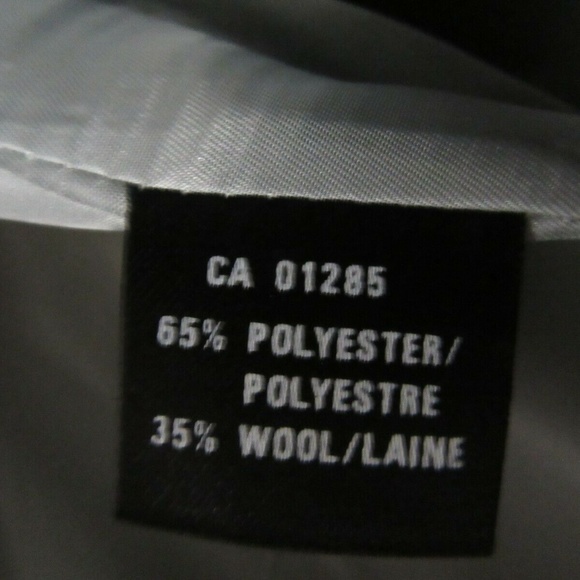 CA 01285
65% POLYESTER/
POLYESTRE
35% WOOL/LAINE